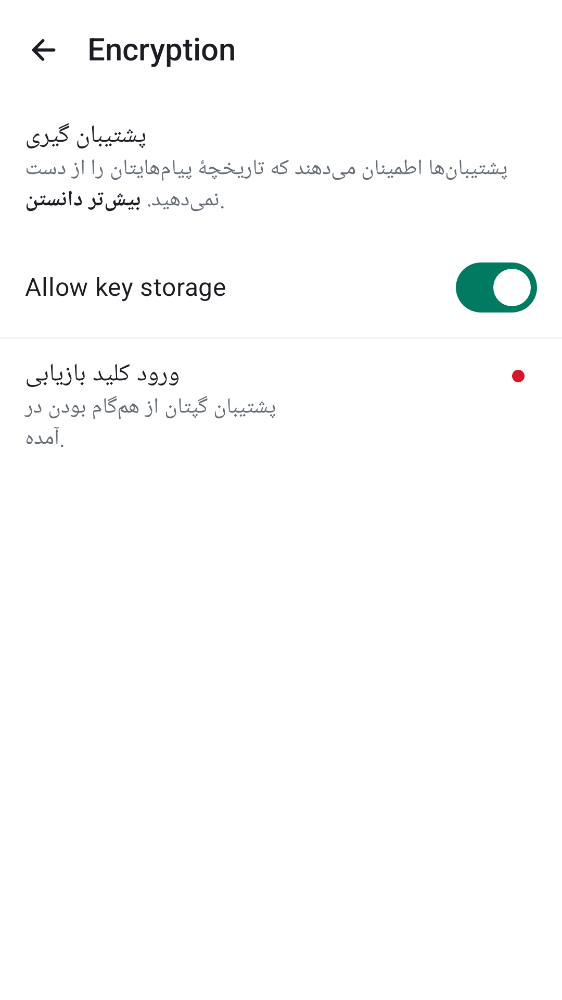 Encryption
پشتیبان گیری
پشتیبان‌ها اطمینان می‌دهند که تاریخچهٔ پیام‌هایتان را از دست
نمی‌دهید. بیش‌تر دانستن.
Allow key storage
ورود کلید بازیابی
پشتیبان گپتان از هم‌گام بودن در
آمده.